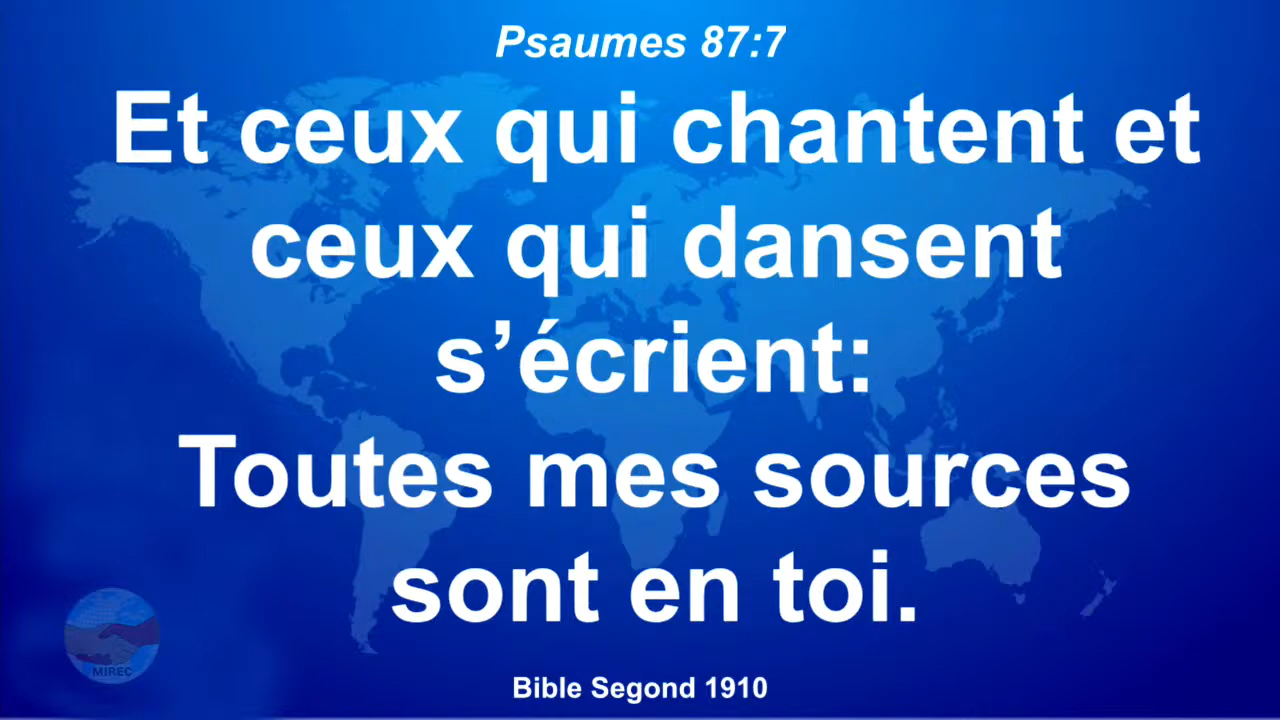 Psaumes 87:7
Et ceux qui chantent et
ceux qui dansent
s’écrient:
Toutes mes sources
sont en toi.
MIREC
Bible Segond 1910